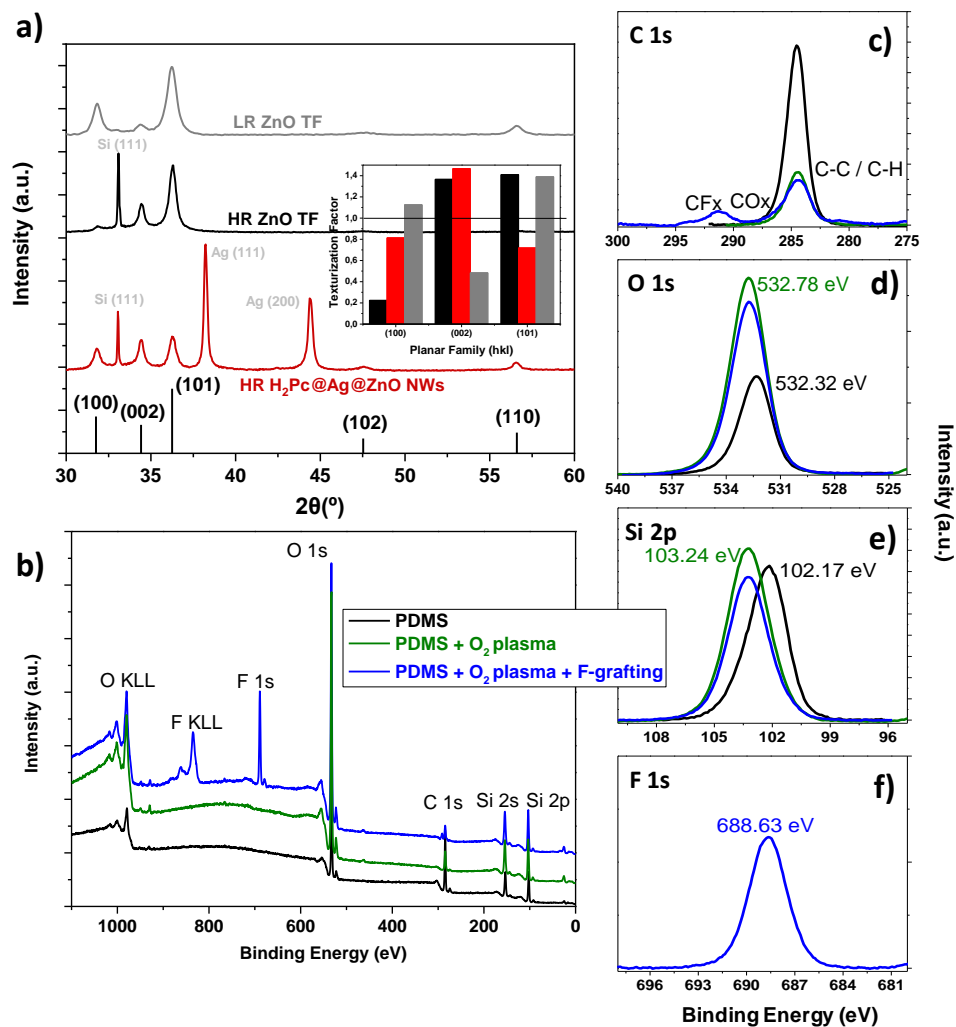 a)
Intensity (a.u.)
LR ZnO TF
Si (111)
HR ZnO TF
Ag (111)
Si (111)
Ag (200)
HR H₂Pc@Ag@ZnO NWs
(100)
(002)
(101)
(102)
(110)
30 35 40 45 50 55 60
2θ(º)
Texturization Factor
1,4
1,2
1,0
0,8
0,6
0,4
0,2
0,0
(100) (002) (101)
Planar Family (hkl)
b)
Intensity (a.u.)
O KLL
F KLL
F 1s
O 1s
C 1s
Si 2s
Si 2p
PDMS
PDMS + O₂ plasma
PDMS + O₂ plasma + F-grafting
1000 800 600 400 200 0
Binding Energy (eV)
C 1s
c)
CFx
COx
C-C / C-H
300 295 290 285 280 275
O 1s
d)
532.78 eV
532.32 eV
540 537 534 531 528 525
Si 2p
e)
103.24 eV
102.17 eV
108 105 102 99 96
F 1s
f)
688.63 eV
696 693 690 687 684 681
Binding Energy (eV)
Intensity (a.u.)